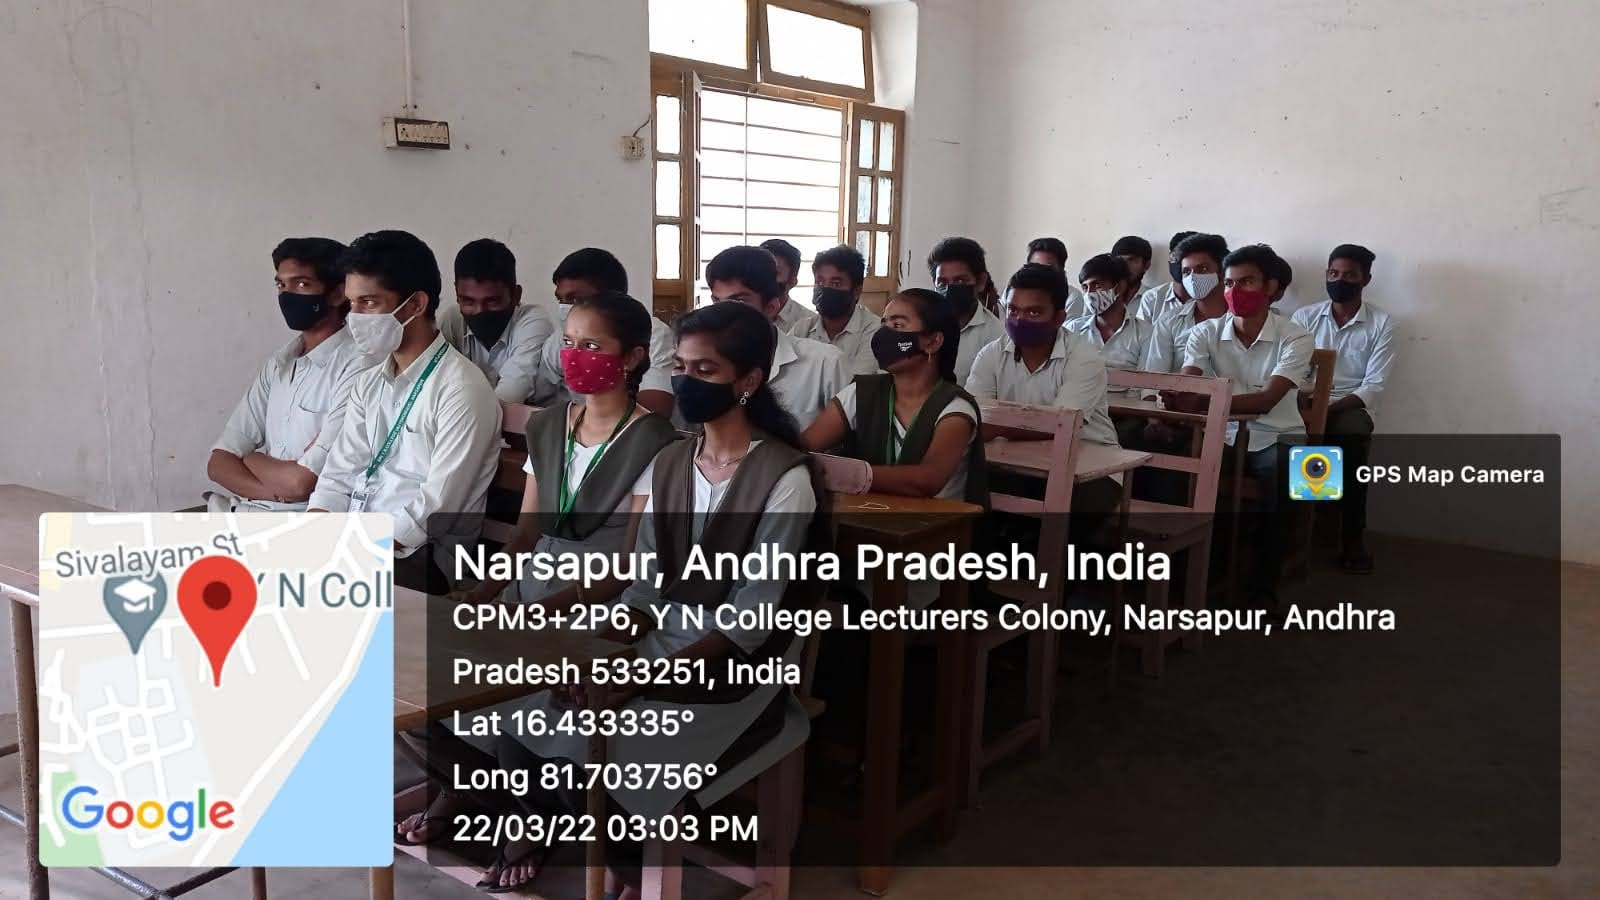 GPS Map Camera
Sivalayam St
Y N Coll
Google
Narsapur, Andhra Pradesh, India
CPM3+2P6, Y N College Lecturers Colony, Narsapur, Andhra
Pradesh 533251, India
Lat 16.433335°
Long 81.703756°
22/03/22 03:03 PM